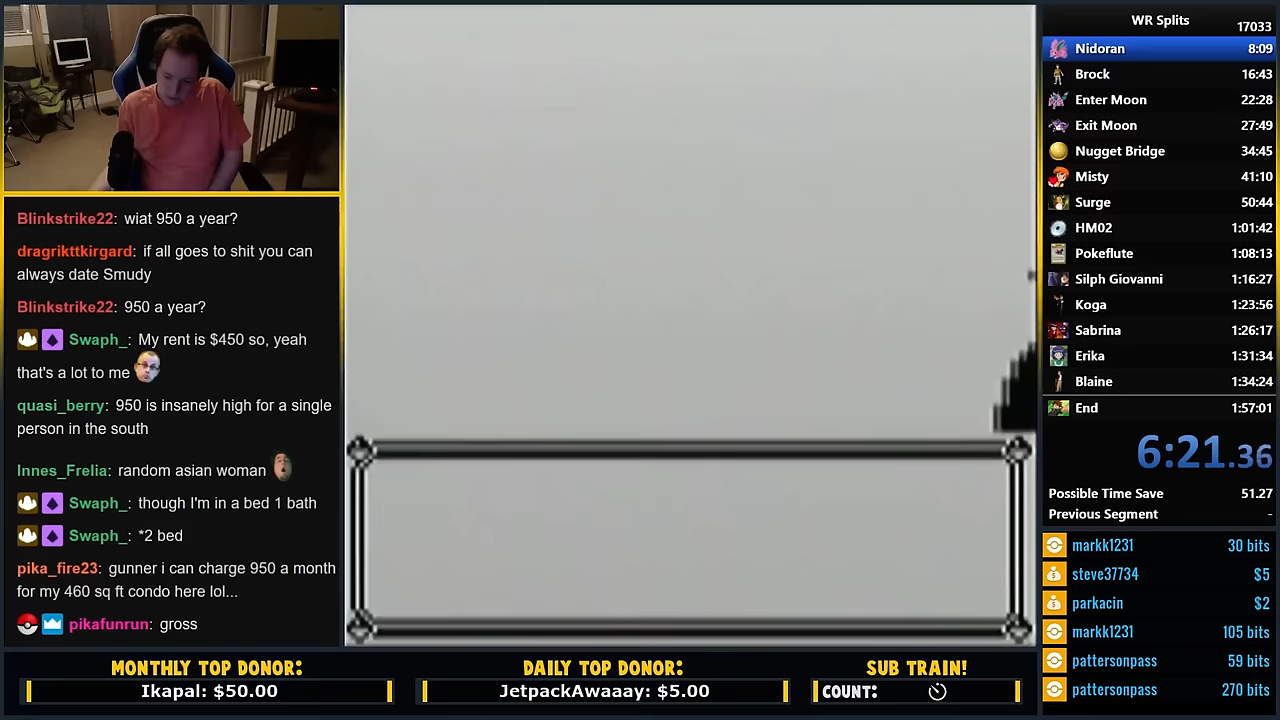 Blinkstrike22: wiat 950 a year?
dragrikttkirgard: if all goes to shit you can
always date Smudy
Blinkstrike22: 950 a year?
Swaph_: My rent is $450 so, yeah
that's a lot to me
quasi_berry: 950 is insanely high for a single
person in the south
Innes_Frelia: random asian woman
Swaph_: though I'm in a bed 1 bath
Swaph_: *2 bed
pika_fire23: gunner i can charge 950 a month
for my 460 sq ft condo here lol...
pikafunrun: gross
WR Splits
17033
Nidoran 8:09
Brock 16:43
Enter Moon 22:28
Exit Moon 27:49
Nugget Bridge 34:45
Misty 41:10
Surge 50:44
HM02 1:01:42
Pokeflute 1:08:13
Silph Giovanni 1:16:27
Koga 1:23:56
Sabrina 1:26:17
Erika 1:31:34
Blaine 1:34:24
End 1:57:01
6:21.36
Possible Time Save 51.27
Previous Segment -
markk1231 30 bits
steve37734 $5
parkacin $2
markk1231 105 bits
pattersonpass 59 bits
pattersonpass 270 bits
MONTHLY TOP DONOR:
Ikapal: $50.00
DAILY TOP DONOR:
JetpackAwaaay: $5.00
SUB TRAIN!
COUNT: